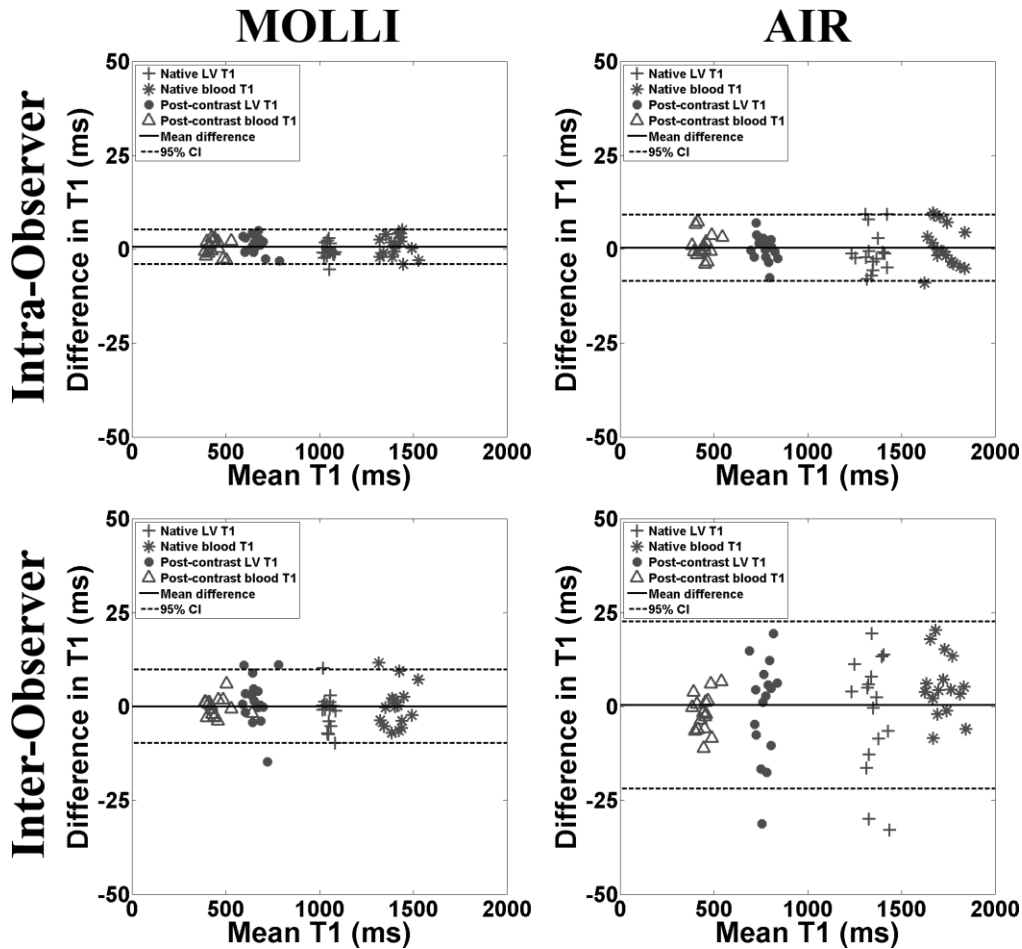 MOLLI
AIR
Intra-Observer
Difference in T1 (ms)
50
25
0
-25
-50
Native LV T1
Native blood T1
Post-contrast LV T1
Post-contrast blood T1
Mean difference
95% CI
0 500 1000 1500 2000
Mean T1 (ms)
Difference in T1 (ms)
50
25
0
-25
-50
Native LV T1
Native blood T1
Post-contrast LV T1
Post-contrast blood T1
Mean difference
95% CI
0 500 1000 1500 2000
Mean T1 (ms)
Inter-Observer
Difference in T1 (ms)
50
25
0
-25
-50
Native LV T1
Native blood T1
Post-contrast LV T1
Post-contrast blood T1
Mean difference
95% CI
0 500 1000 1500 2000
Mean T1 (ms)
Difference in T1 (ms)
50
25
0
-25
-50
Native LV T1
Native blood T1
Post-contrast LV T1
Post-contrast blood T1
Mean difference
95% CI
0 500 1000 1500 2000
Mean T1 (ms)